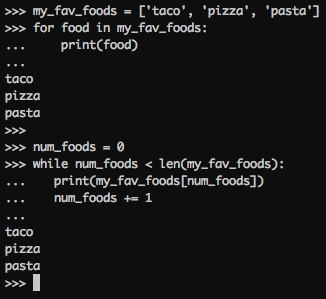 >>> my_fav_foods = ['taco', 'pizza', 'pasta']
>>> for food in my_fav_foods:
...     print(food)
...
taco
pizza
pasta
>>>
>>> num_foods = 0
>>> while num_foods < len(my_fav_foods):
...    print(my_fav_foods[num_foods])
...    num_foods += 1
...
taco
pizza
pasta
>>>